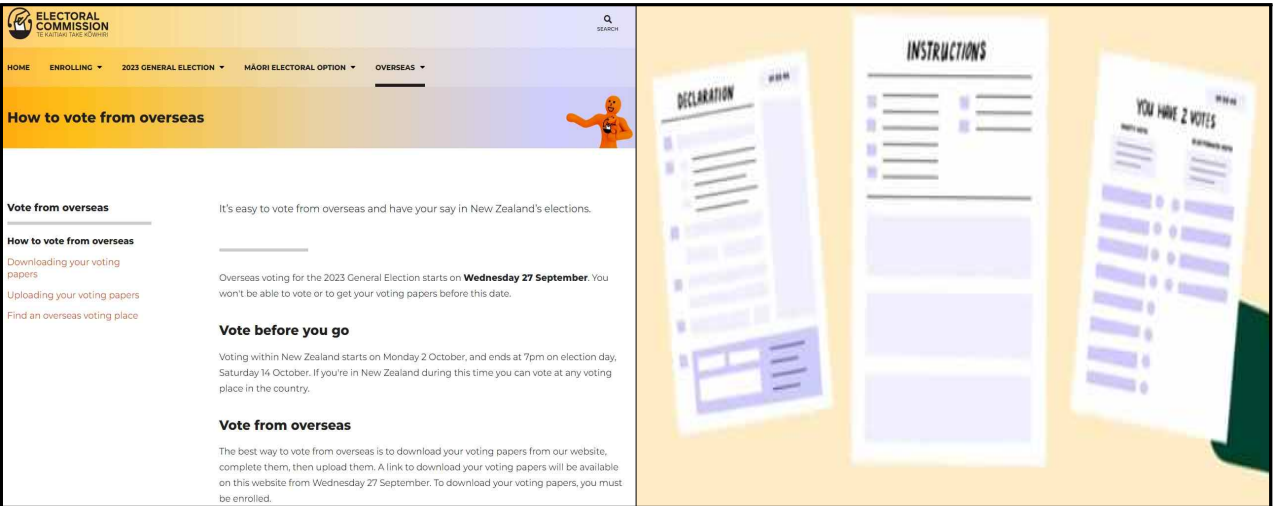 ELECTORAL
COMMISSION
TE KAITIAKI TAKE KŌWHIRI
SEARCH
HOME ENROLLING 2023 GENERAL ELECTION MĀORI ELECTORAL OPTION OVERSEAS
How to vote from overseas
Vote from overseas
How to vote from overseas
Downloading your voting
papers
Uploading your voting papers
Find an overseas voting place
It's easy to vote from overseas and have your say in New Zealand's elections.
Overseas voting for the 2023 General Election starts on Wednesday 27 September. You
won't be able to vote or to get your voting papers before this date.
Vote before you go
Voting within New Zealand starts on Monday 2 October, and ends at 7pm on election day,
Saturday 14 October. If you're in New Zealand during this time you can vote at any voting
place in the country.
Vote from overseas
The best way to vote from overseas is to download your voting papers from our website,
complete them, then upload them. A link to download your voting papers will be available
on this website from Wednesday 27 September. To download your voting papers, you must
be enrolled.
DECLARATION
INSTRUCTIONS
YOU HAVE 2 VOTES
PARTY VOTE
ELECTORATE VOTE